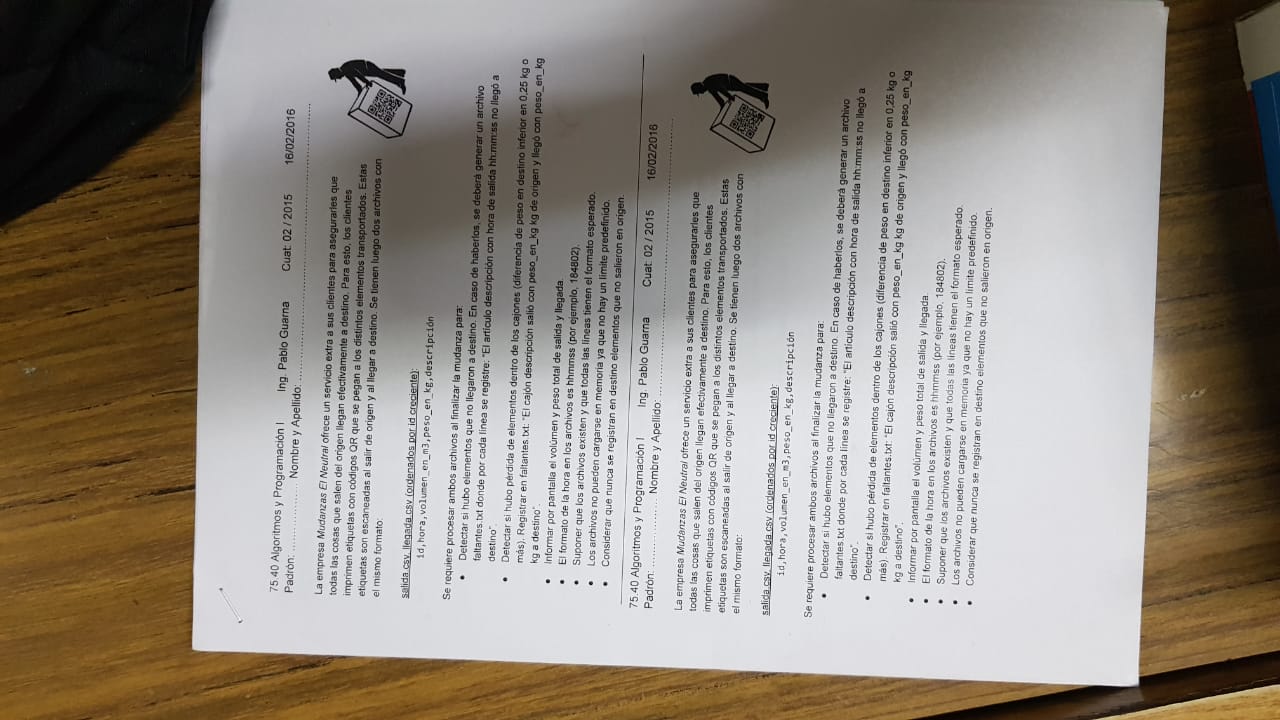 75.40 Algoritmos y Programación I Ing. Pablo Guarna Cuat: 02 / 2015 16/02/2016
Padrón: .................. Nombre y Apellido: ......................................................................
La empresa Mudanzas El Neutral ofrece un servicio extra a sus clientes para asegurarles que
todas las cosas que salen del origen llegan efectivamente a destino. Para esto, los clientes
imprimen etiquetas con códigos QR que se pegan a los distintos elementos transportados. Estas
etiquetas son escaneadas al salir de origen y al llegar a destino. Se tienen luego dos archivos con
el mismo formato:
salida.csv, llegada.csv (ordenados por id creciente):
id,hora,volumen_en_m3,peso_en_kg,descripción
Se requiere procesar ambos archivos al finalizar la mudanza para:
• Detectar si hubo elementos que no llegaron a destino. En caso de haberlos, se deberá generar un archivo
faltantes.txt donde por cada línea se registre: "El artículo descripción con hora de salida hh:mm:ss no llegó a
destino".
• Detectar si hubo pérdida de elementos dentro de los cajones (diferencia de peso en destino inferior en 0,25 kg o
más). Registrar en faltantes.txt: "El cajón descripción salió con peso_en_kg kg de origen y llegó con peso_en_kg
kg a destino".
• Informar por pantalla el volúmen y peso total de salida y llegada.
• El formato de la hora en los archivos es hhmmss (por ejemplo, 184802).
• Suponer que los archivos existen y que todas las líneas tienen el formato esperado.
• Los archivos no pueden cargarse en memoria ya que no hay un límite predefinido.
• Considerar que nunca se registran en destino elementos que no salieron en origen.
75.40 Algoritmos y Programación I Ing. Pablo Guarna Cuat: 02 / 2015 16/02/2016
Padrón: .................. Nombre y Apellido: ......................................................................
La empresa Mudanzas El Neutral ofrece un servicio extra a sus clientes para asegurarles que
todas las cosas que salen del origen llegan efectivamente a destino. Para esto, los clientes
imprimen etiquetas con códigos QR que se pegan a los distintos elementos transportados. Estas
etiquetas son escaneadas al salir de origen y al llegar a destino. Se tienen luego dos archivos con
el mismo formato:
salida.csv, llegada.csv (ordenados por id creciente):
id,hora,volumen_en_m3,peso_en_kg,descripción
Se requiere procesar ambos archivos al finalizar la mudanza para:
• Detectar si hubo elementos que no llegaron a destino. En caso de haberlos, se deberá generar un archivo
faltantes.txt donde por cada línea se registre: "El artículo descripción con hora de salida hh:mm:ss no llegó a
destino".
• Detectar si hubo pérdida de elementos dentro de los cajones (diferencia de peso en destino inferior en 0,25 kg o
más). Registrar en faltantes.txt: "El cajón descripción salió con peso_en_kg kg de origen y llegó con peso_en_kg
kg a destino".
• Informar por pantalla el volúmen y peso total de salida y llegada.
• El formato de la hora en los archivos es hhmmss (por ejemplo, 184802).
• Suponer que los archivos existen y que todas las líneas tienen el formato esperado.
• Los archivos no pueden cargarse en memoria ya que no hay un límite predefinido.
• Considerar que nunca se registran en destino elementos que no salieron en origen.